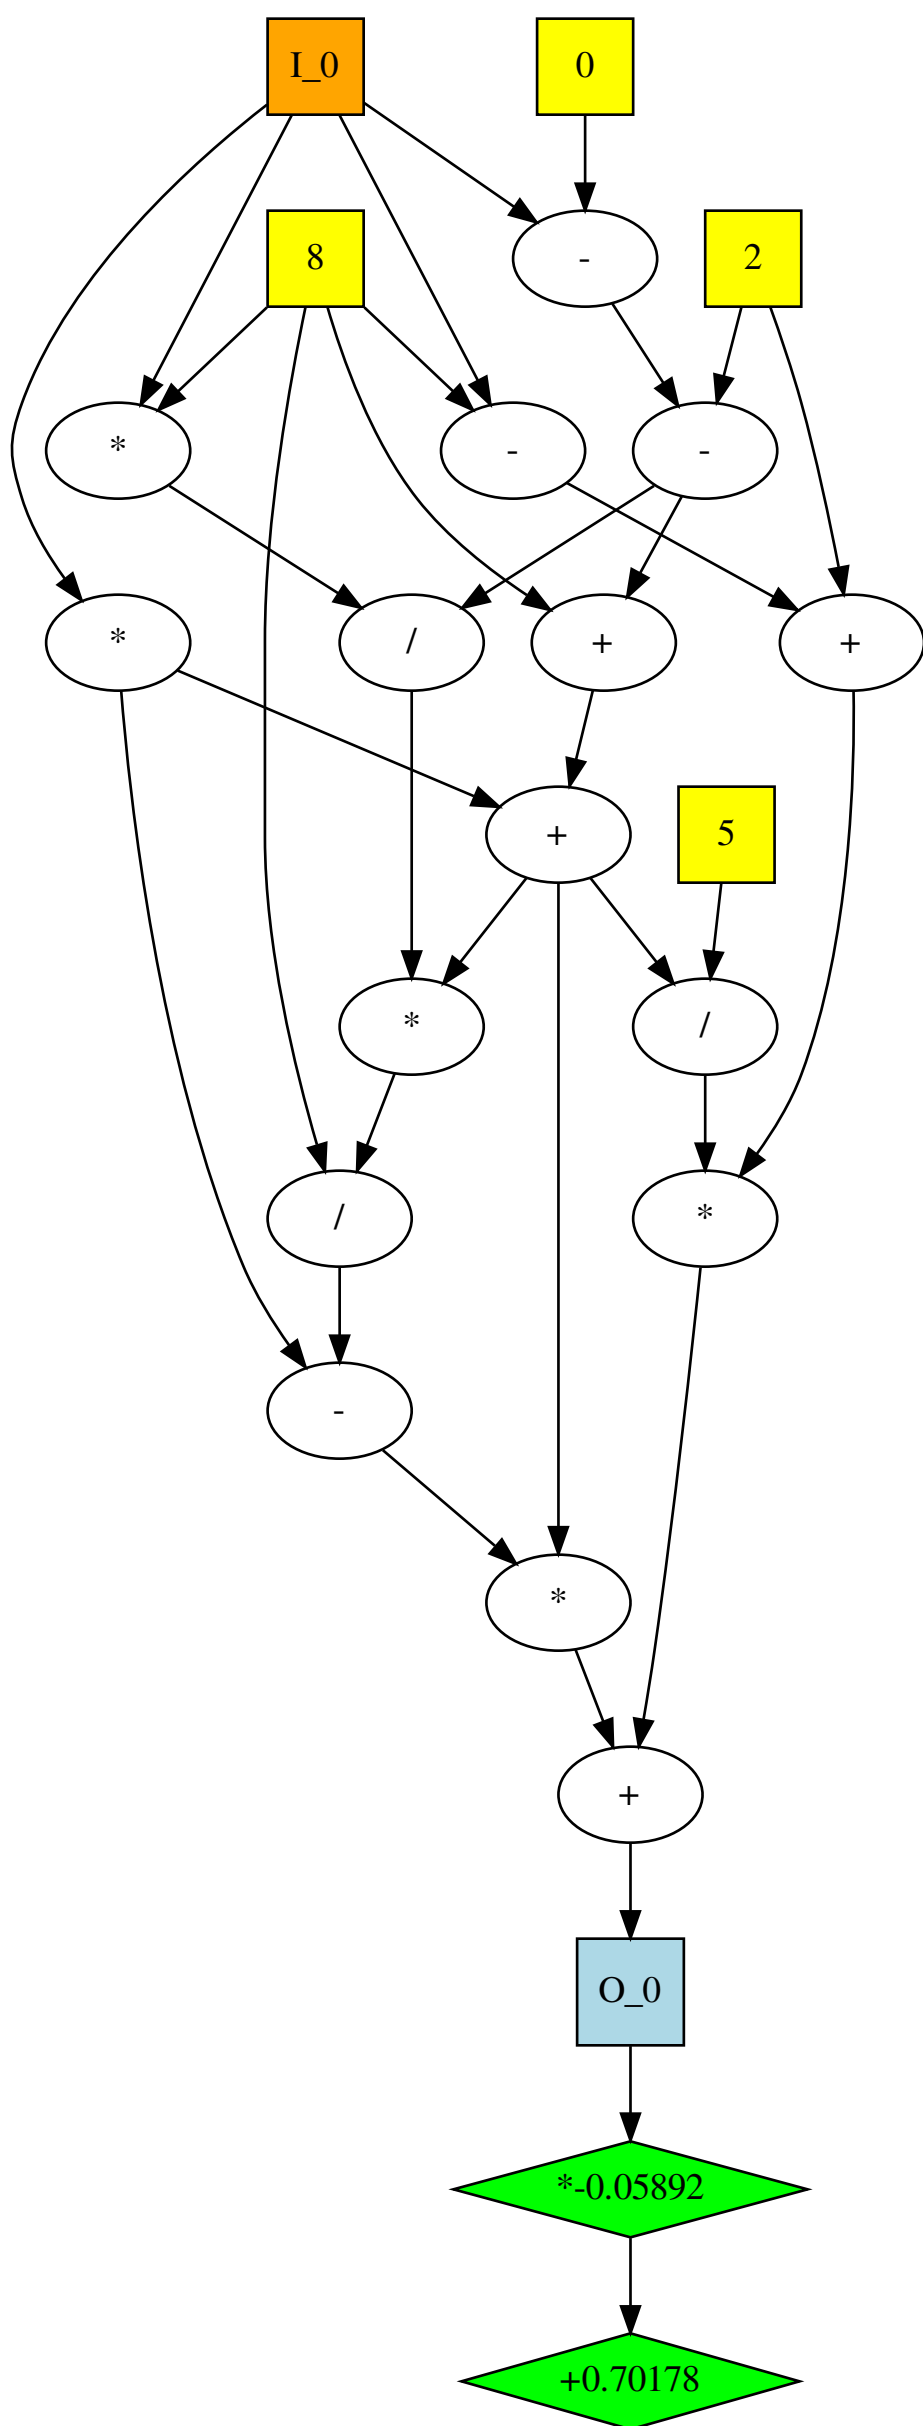 I_0 0
8 - 2
* - -
* / + +
+ 5
* /
/ *
-
*
+
O_0
*-0.05892
+0.70178